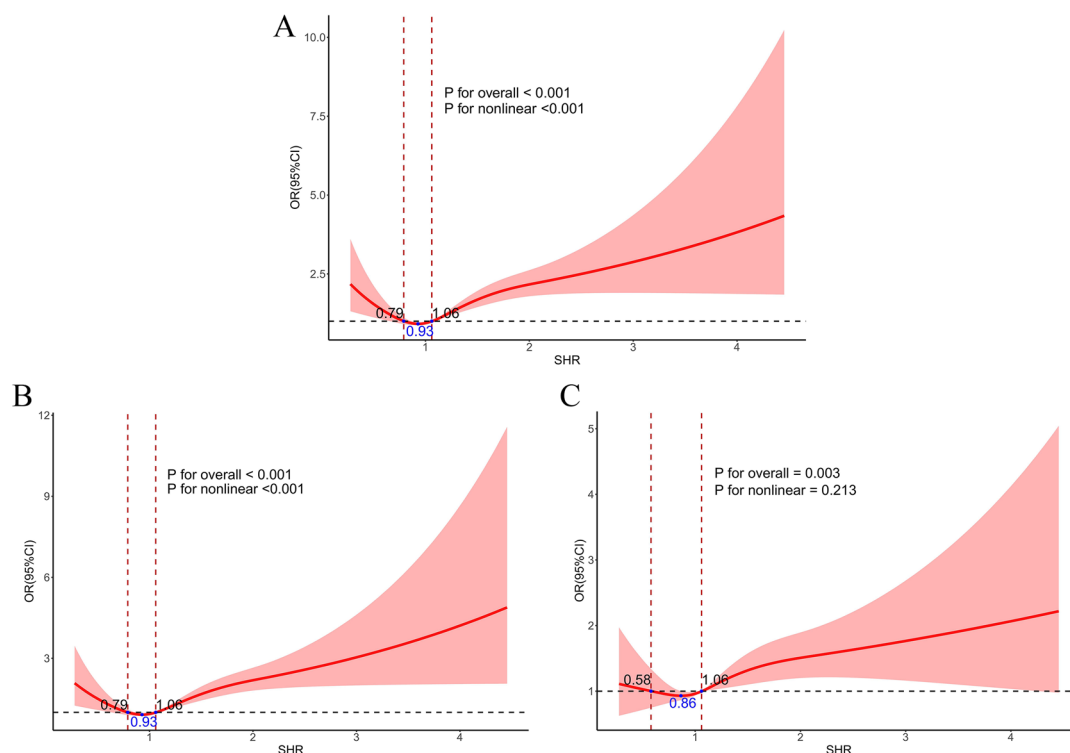 A
10.0
7.5
5.0
2.5
OR(95%CI)
P for overall < 0.001
P for nonlinear <0.001
0.79
1.06
0.93
1
2
3
4
SHR
B
12
9
6
3
OR(95%CI)
P for overall < 0.001
P for nonlinear <0.001
0.79
1.06
0.93
1
2
3
4
SHR
C
5
4
3
2
1
OR(95%CI)
P for overall = 0.003
P for nonlinear = 0.213
0.58
1.06
0.86
1
2
3
4
SHR